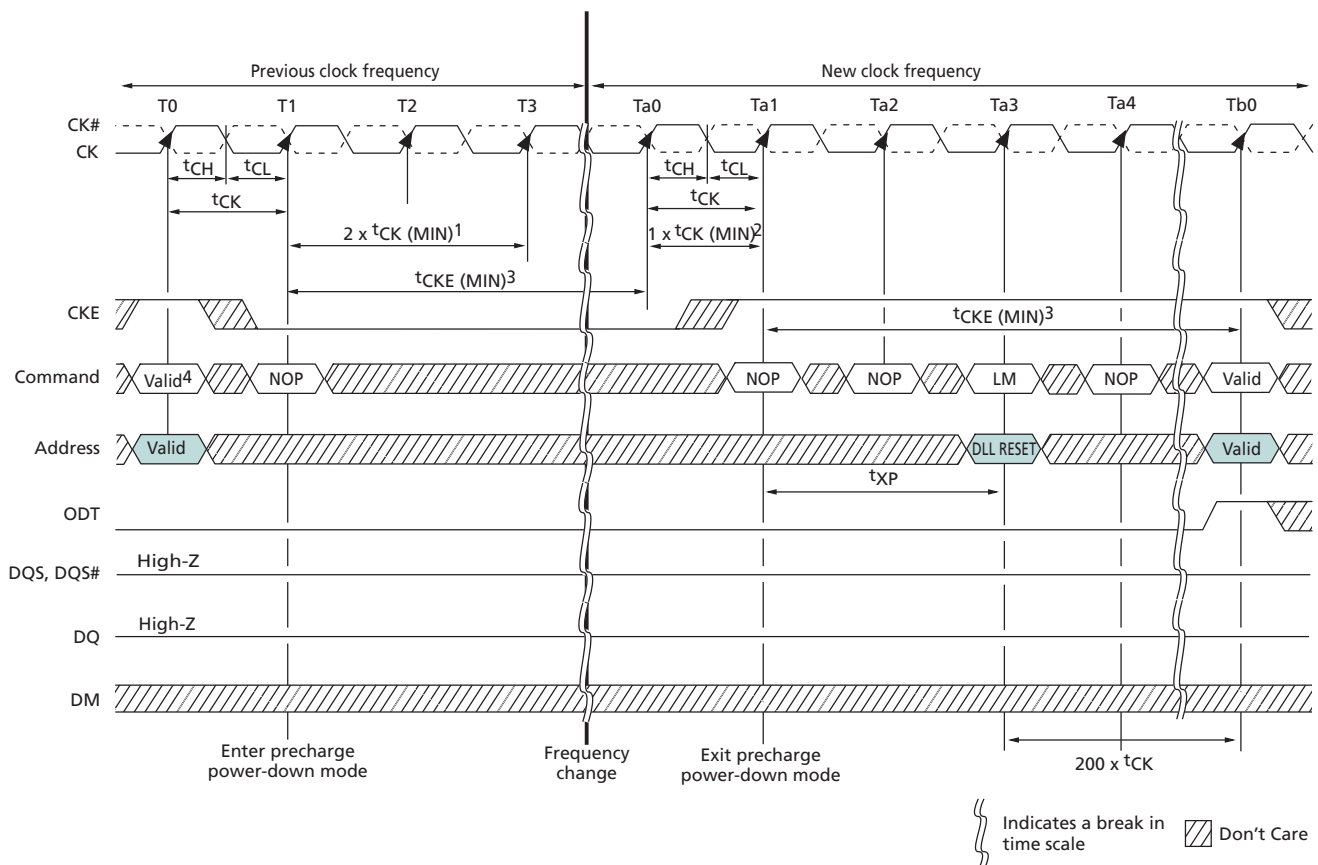 Previous clock frequency New clock frequency
T0 T1 T2 T3 Ta0 Ta1 Ta2 Ta3 Ta4 Tb0
CK#
CK
tCH tCL tCH tCL
tCK tCK
2 x tCK (MIN)1 1 x tCK (MIN)2
tCKE (MIN)3
CKE tCKE (MIN)3
Command Valid4 NOP NOP NOP LM NOP Valid
Address Valid DLL RESET Valid
tXP
ODT
DQS, DQS# High-Z
DQ High-Z
DM
Enter precharge
power-down mode
Frequency
change
Exit precharge
power-down mode
200 x tCK
Indicates a break in
time scale
Don't Care